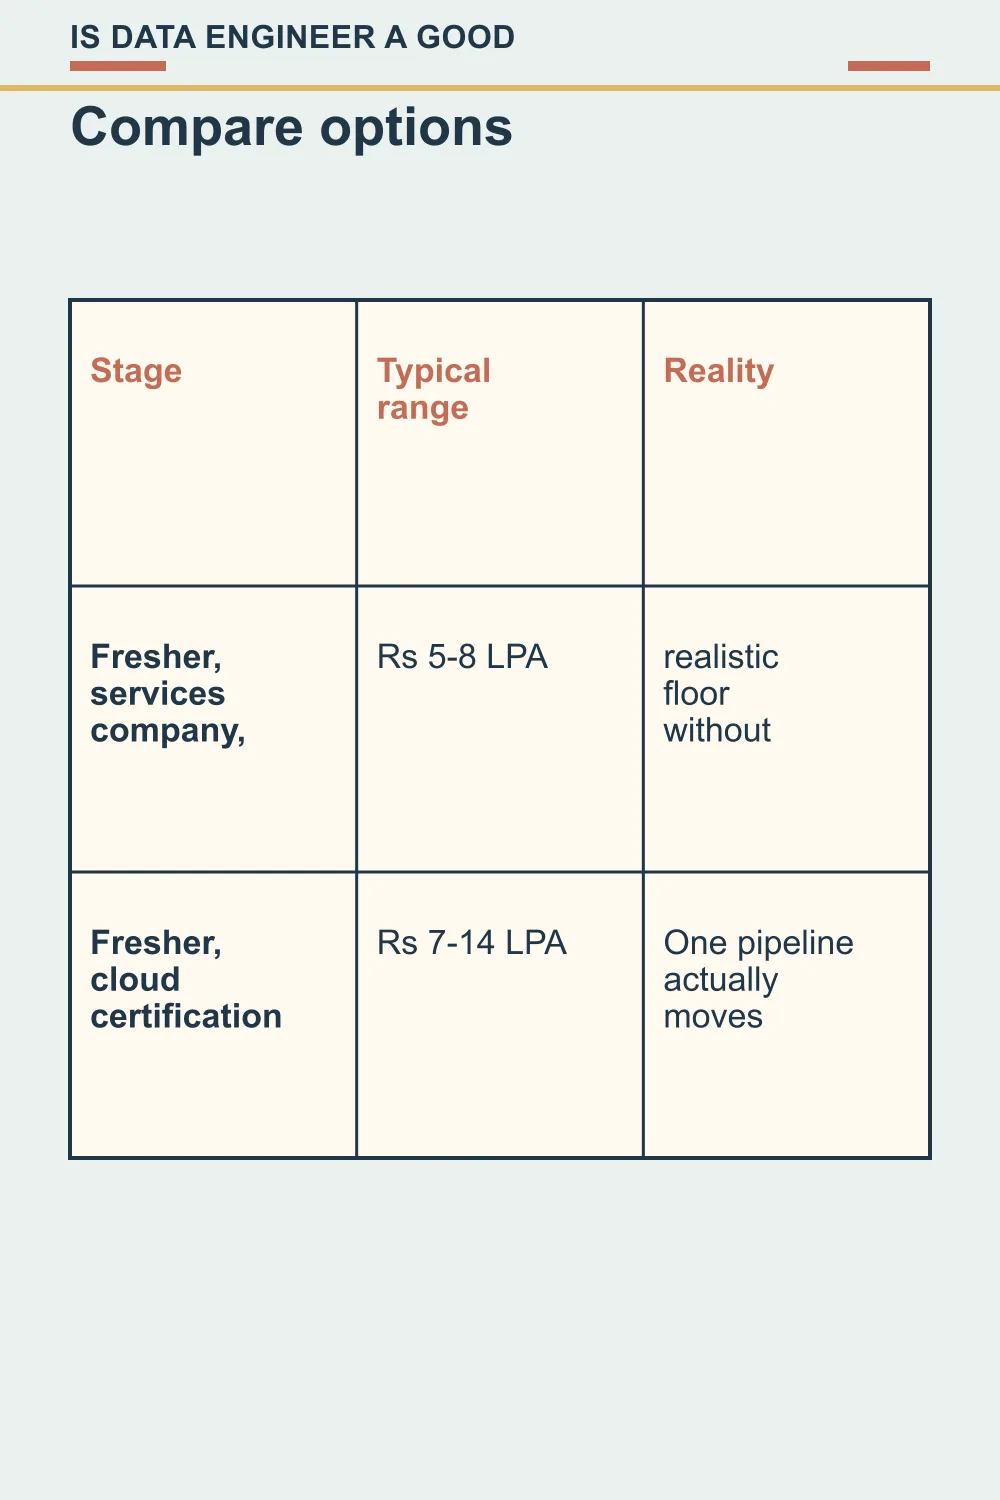 IS DATA ENGINEER A GOOD
Compare options
Stage
Typical
range
Reality
Fresher,
services
company,
Rs 5-8 LPA
realistic
floor
without
Fresher,
cloud
certification
Rs 7-14 LPA
One pipeline
actually
moves